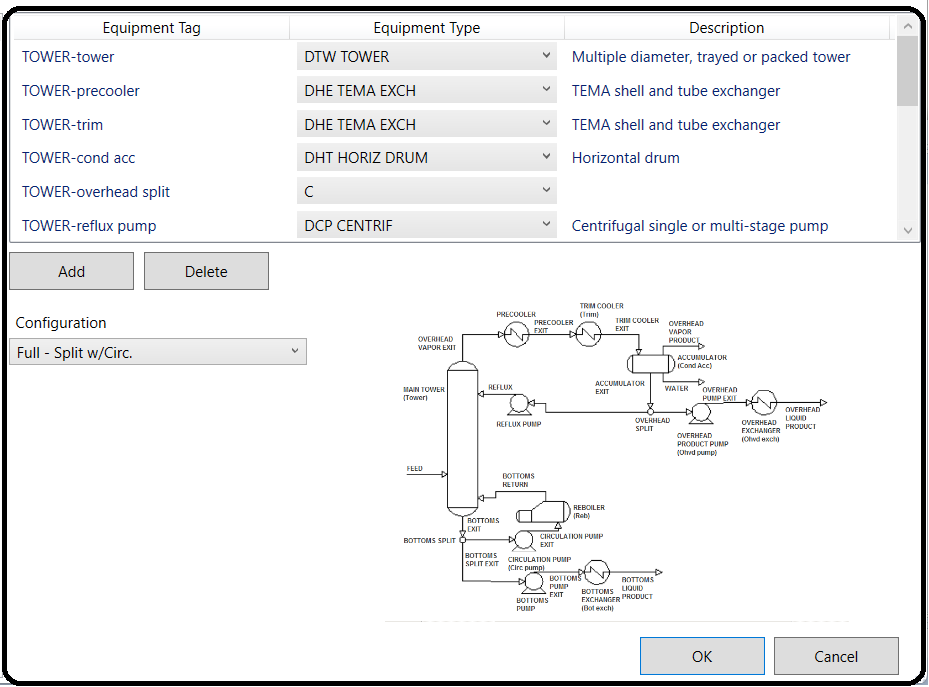 Equipment Tag Equipment Type Description
TOWER-tower DTW TOWER Multiple diameter, trayed or packed tower
TOWER-precooler DHE TEMA EXCH TEMA shell and tube exchanger
TOWER-trim DHE TEMA EXCH TEMA shell and tube exchanger
TOWER-cond acc DHT HORIZ DRUM Horizontal drum
TOWER-overhead split C
TOWER-reflux pump DCP CENTRIF Centrifugal single or multi-stage pump
Add Delete
Configuration
Full - Split w/Circ.
PRECOOLER
PRECOOLER
EXIT
TRIM COOLER
(Trim)
TRIM COOLER
EXIT
OVERHEAD
VAPOR
PRODUCT
OVERHEAD
VAPOR EXIT
ACCUMULATOR
(Cond Acc)
MAIN TOWER
(Tower)
REFLUX
REFLUX PUMP
ACCUMULATOR
EXIT
WATER
OVERHEAD
PUMP EXIT
OVERHEAD
SPLIT
OVERHEAD
PRODUCT PUMP
(Ohvd pump)
OVERHEAD
EXCHANGER
(Ohvd exch)
OVERHEAD
LIQUID
PRODUCT
FEED
BOTTOMS
RETURN
REBOILER
(Reb)
BOTTOMS
EXIT
BOTTOMS SPLIT
CIRCULATION PUMP
EXIT
BOTTOMS
SPLIT EXIT
CIRCULATION PUMP
(Circ pump)
BOTTOMS
PUMP
EXIT
BOTTOMS
PUMP
BOTTOMS
EXCHANGER
(Bot exch)
BOTTOMS
LIQUID
PRODUCT
OK Cancel